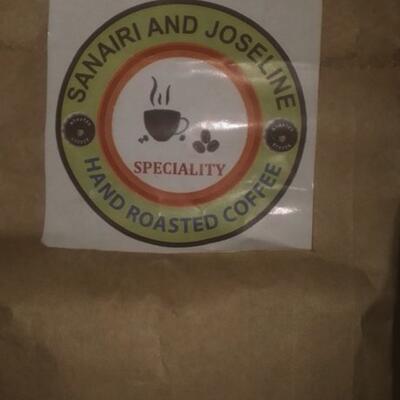 SANAIRI AND JOSELINE
SPECIALITY
HAND ROASTED COFFEE